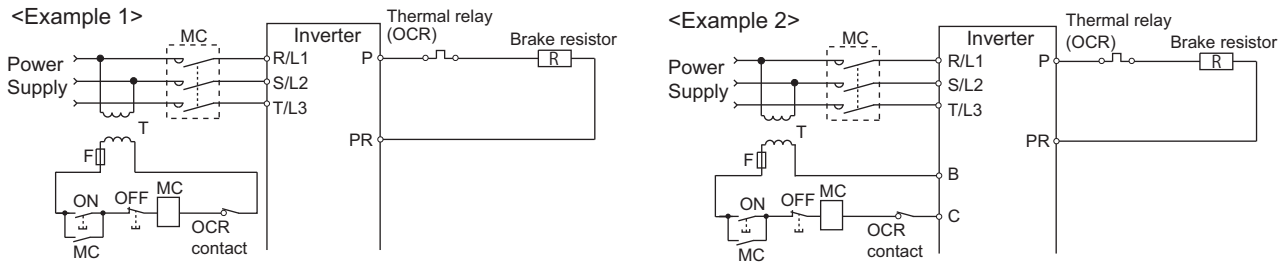 <Example 1>
MC
Inverter
Thermal relay
(OCR)
Brake resistor
Power
Supply
R/L1
S/L2
T/L3
P
R
PR
T
F
ON
OFF
MC
MC
OCR
contact
<Example 2>
MC
Inverter
Thermal relay
(OCR)
Brake resistor
Power
Supply
R/L1
S/L2
T/L3
P
R
PR
T
F
B
C
ON
OFF
MC
MC
OCR
contact